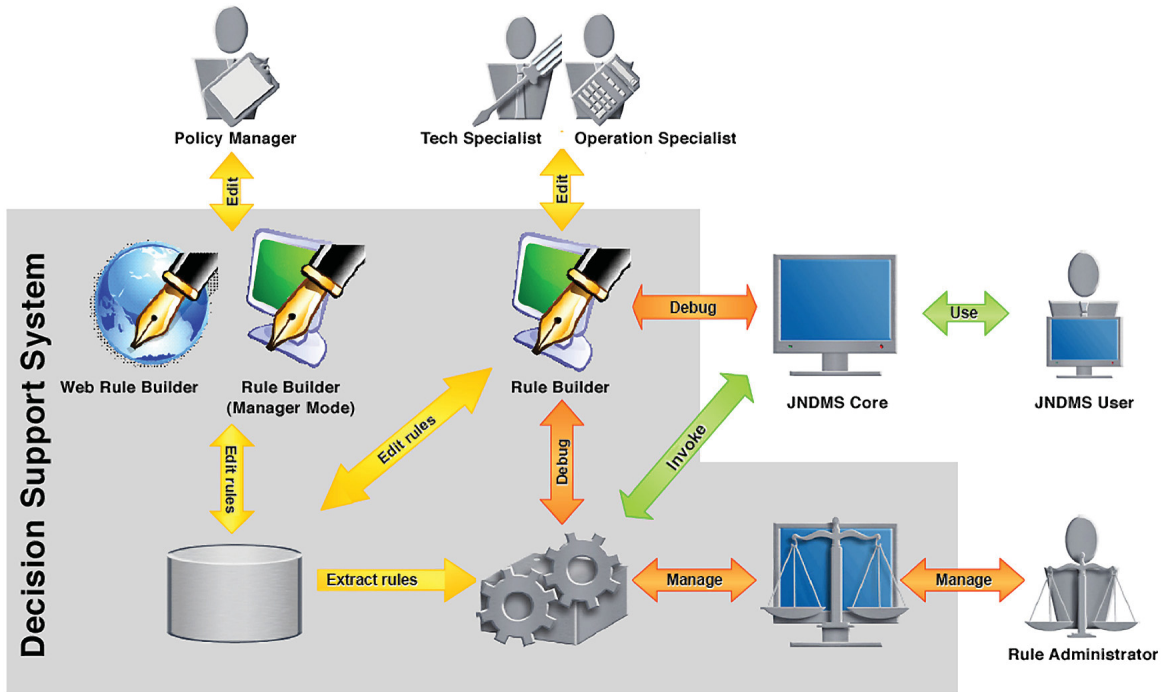 Policy Manager
Tech Specialist
Operation Specialist
Edit
Edit
Decision Support System
Web Rule Builder
Rule Builder
(Manager Mode)
Rule Builder
Debug
JNDMS Core
Use
JNDMS User
Edit rules
Edit rules
Debug
Invoke
Extract rules
Manage
Manage
Rule Administrator